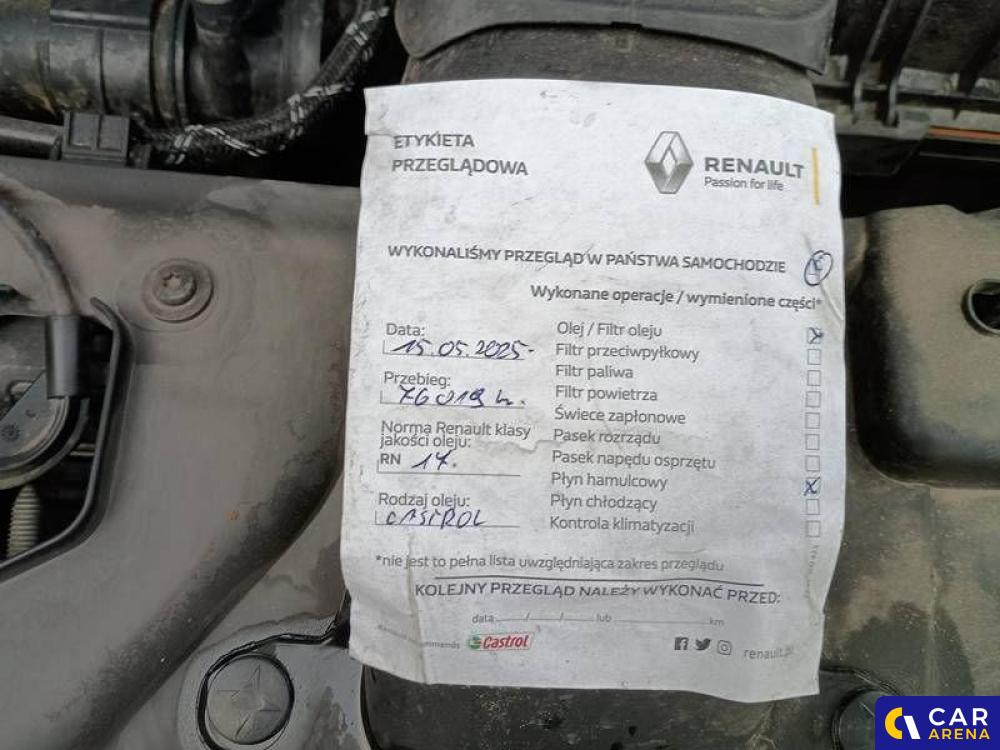 ETYKIETA
PRZEGLĄDOWA
RENAULT
Passion for life
WYKONALIŚMY PRZEGLĄD W PAŃSTWA SAMOCHODZIE
Wykonane operacje / wymienione części*
Data:
15.05.2025
Przebieg:
76019
Norma Renault klasy
jakości oleju:
RN 17.
Rodzaj oleju:
CASTROL
Olej / Filtr oleju
Filtr przeciwpyłkowy
Filtr paliwa
Filtr powietrza
Świece zapłonowe
Pasek rozrządu
Pasek napędu osprzętu
Płyn hamulcowy
Płyn chłodzący
Kontrola klimatyzacji
*nie jest to pełna lista uwzględniająca zakres przeglądu
KOLEJNY PRZEGLĄD NALEŻY WYKONAĆ PRZED:
data / / lub km
Castrol
renault.
CAR
ARENA